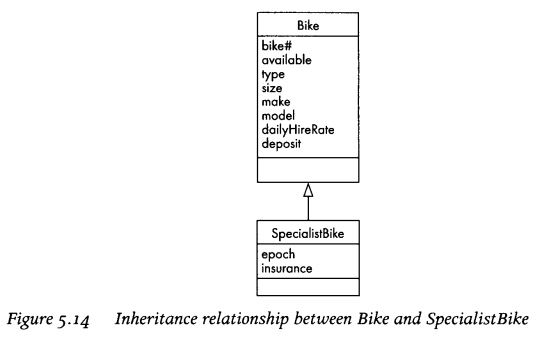 Bike
bike#
available
type
size
make
model
dailyHireRate
deposit
SpecialistBike
epoch
insurance
Figure 5.14 Inheritance relationship between Bike and SpecialistBike